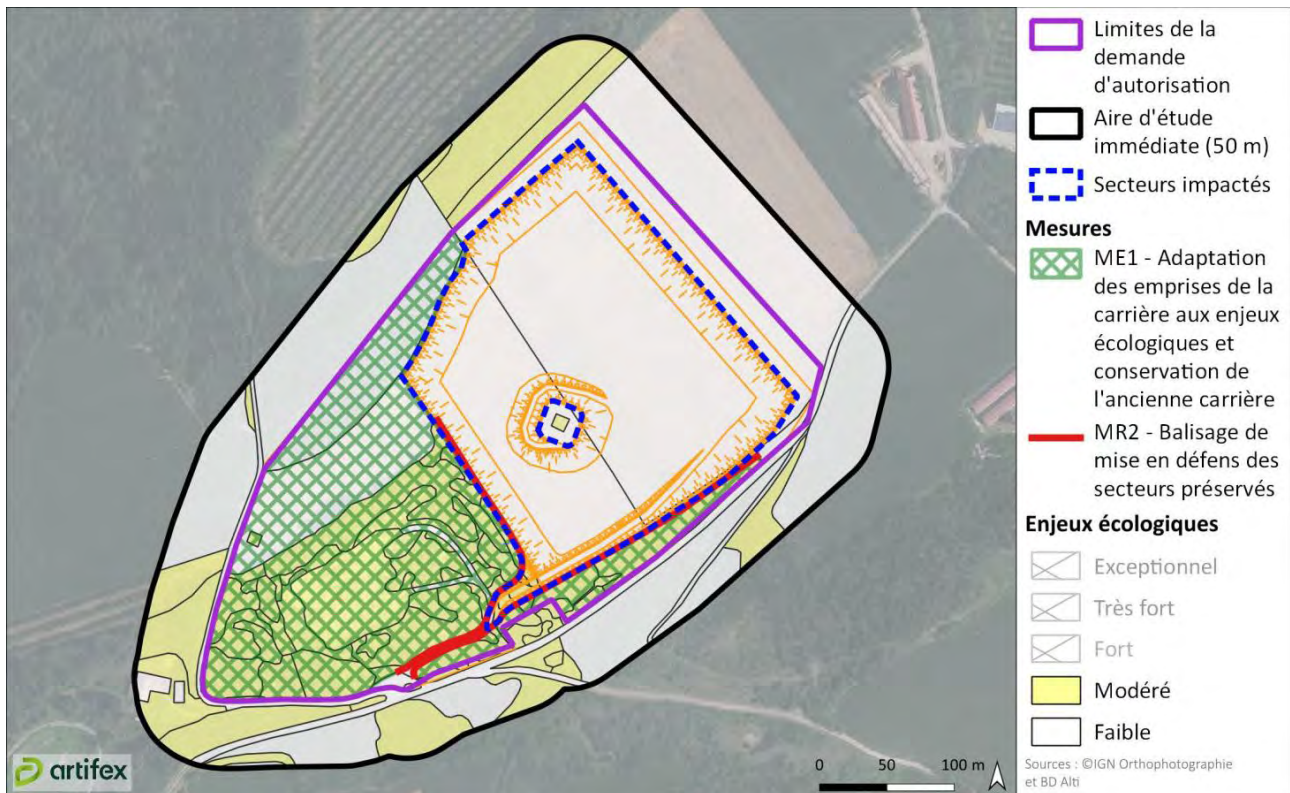 Limites de la
demande
d'autorisation
Aire d'étude
immédiate (50 m)
Secteurs impactés
Mesures
ME1 - Adaptation
des emprises de la
carrière aux enjeux
écologiques et
conservation de
l'ancienne carrière
MR2 - Balisage de
mise en défens des
secteurs préservés
Enjeux écologiques
Exceptionnel
Très fort
Fort
Modéré
Faible
Sources : ©IGN Orthophotographie
et BD Alti
0 50 100 m
artifex